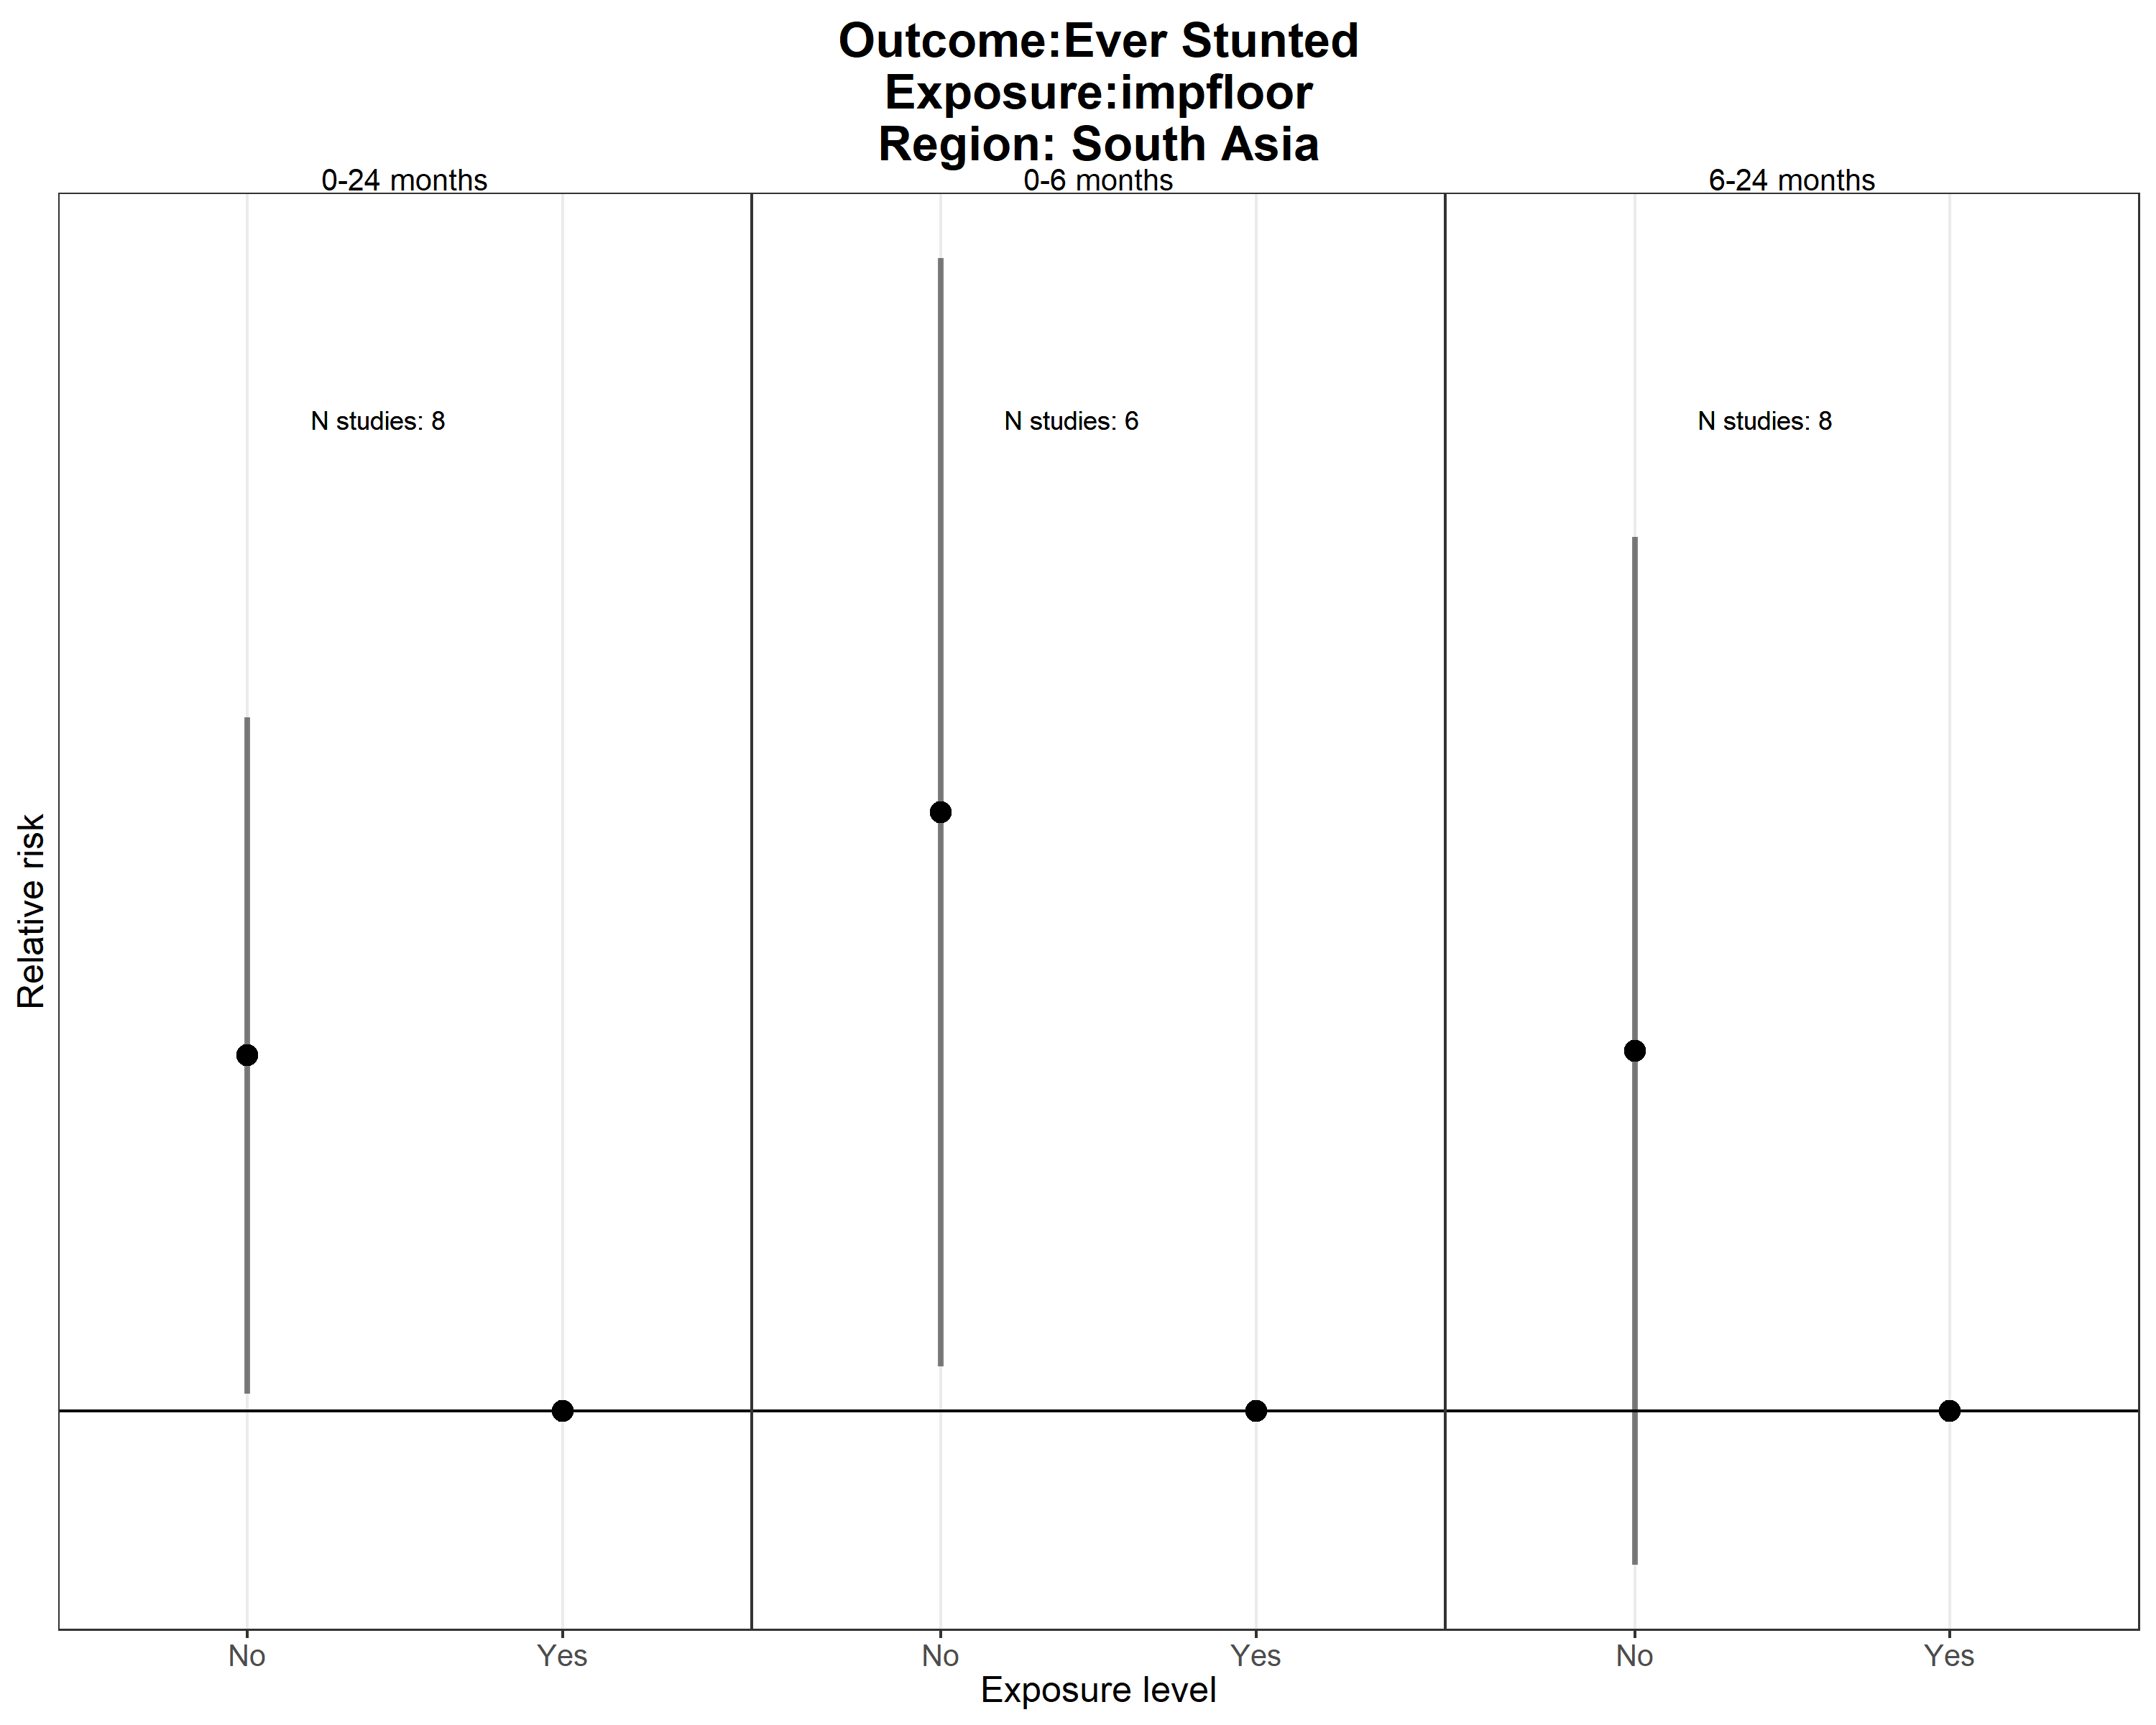 Outcome:Ever Stunted
Exposure:impfloor
Region: South Asia
0-24 months
0-6 months
6-24 months
N studies: 8
N studies: 6
N studies: 8
Relative risk
No
Yes
No
Yes
No
Yes
Exposure level